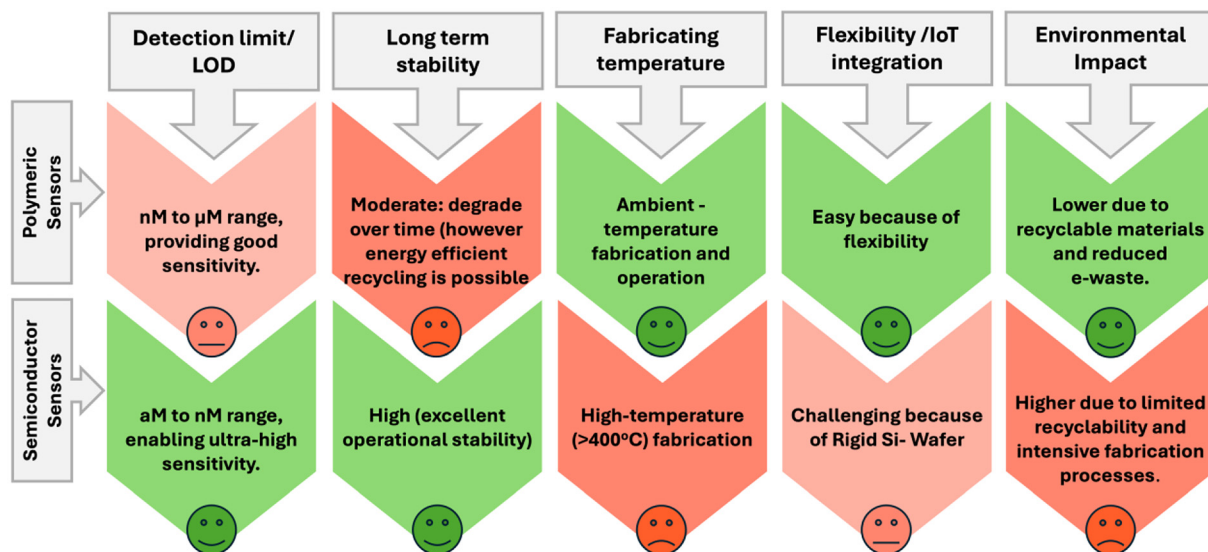 Detection limit/
LOD
Long term
stability
Fabricating
temperature
Flexibility /IoT
integration
Environmental
Impact
Polymeric
Sensors
nM to µM range,
providing good
sensitivity.
Moderate: degrade
over time (however
energy efficient
recycling is possible
Ambient -
temperature
fabrication and
operation
Easy because of
flexibility
Lower due to
recyclable materials
and reduced
e-waste.
Semiconductor
Sensors
aM to nM range,
enabling ultra-high
sensitivity.
High (excellent
operational stability)
High-temperature
(>400ºC) fabrication
Challenging because
of Rigid Si- Wafer
Higher due to limited
recyclability and
intensive fabrication
processes.